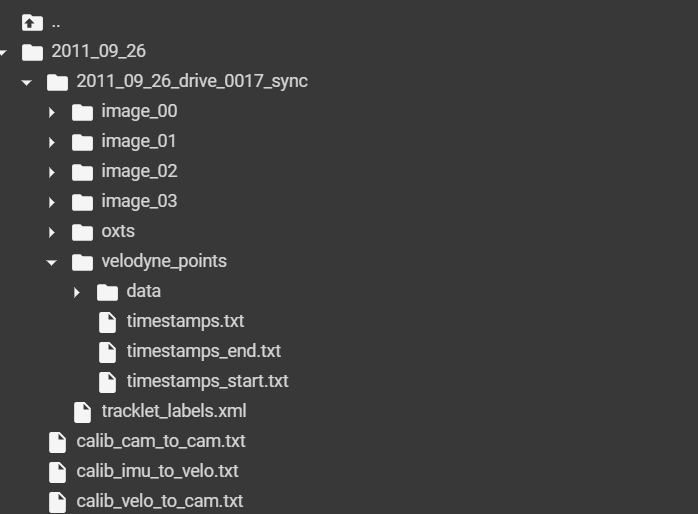 ..
2011_09_26
2011_09_26_drive_0017_sync
image_00
image_01
image_02
image_03
oxts
velodyne_points
data
timestamps.txt
timestamps_end.txt
timestamps_start.txt
tracklet_labels.xml
calib_cam_to_cam.txt
calib_imu_to_velo.txt
calib_velo_to_cam.txt